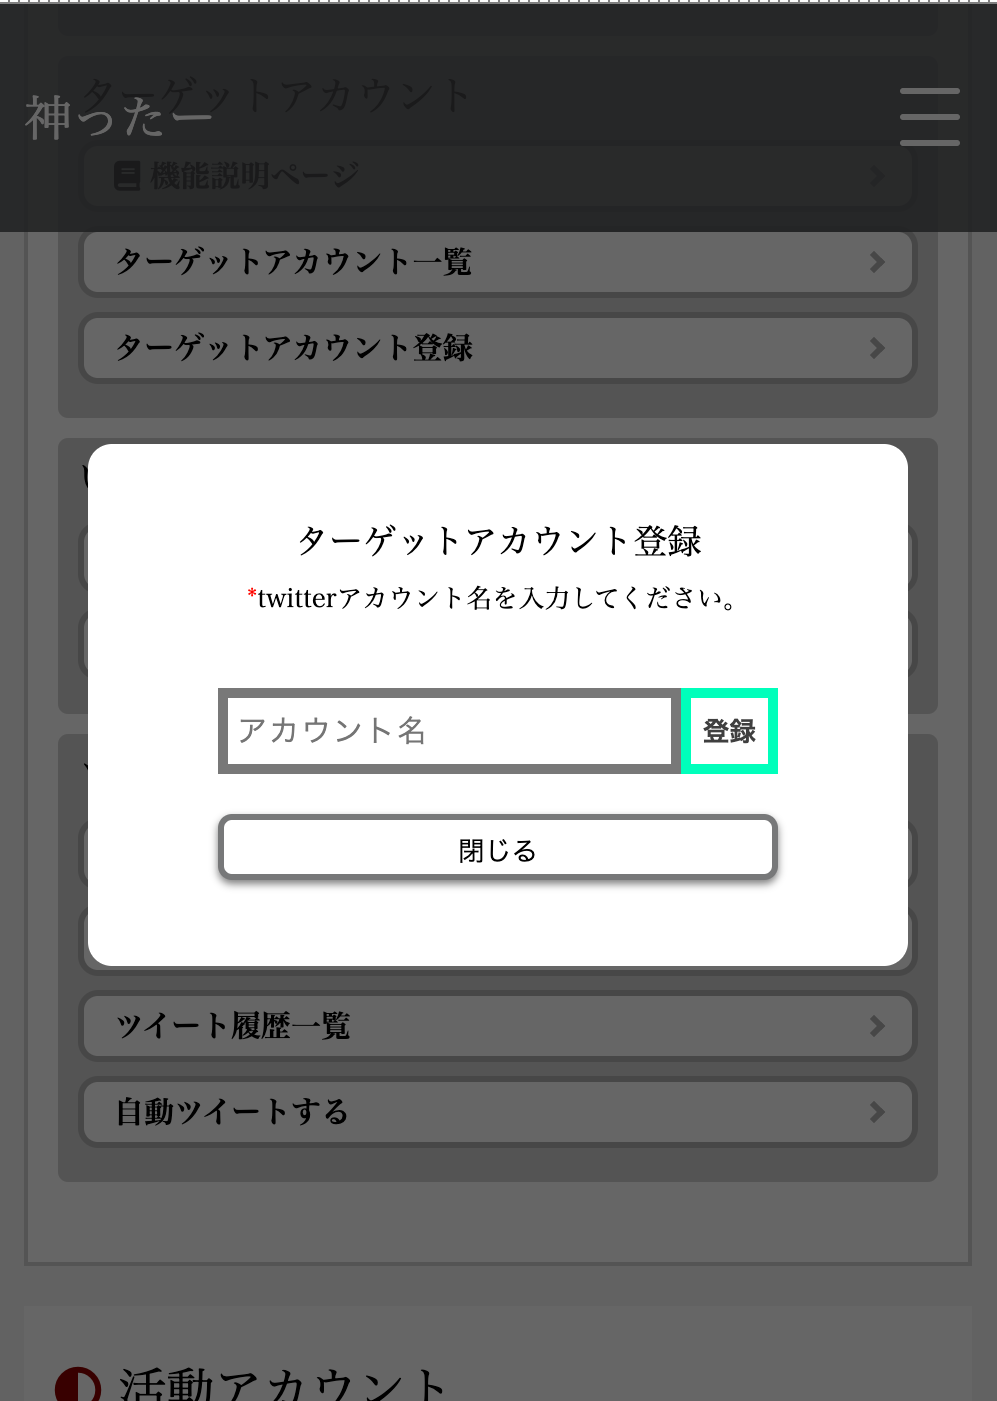 ターゲットアカウント
神ったー
機能説明ページ
ターゲットアカウント一覧
ターゲットアカウント登録
ターゲットアカウント登録
*twitterアカウント名を入力してください。
アカウント名
登録
閉じる
ツイート履歴一覧
自動ツイートする
活動アカウント